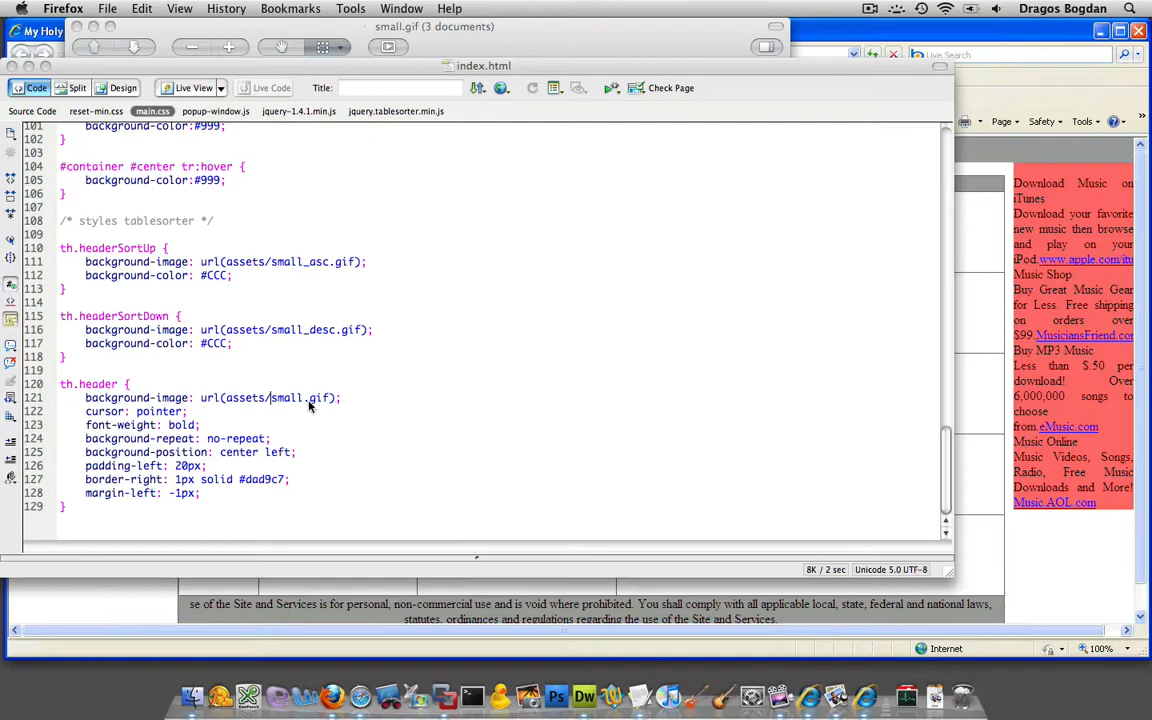 Firefox File Edit View History Bookmarks Tools Window Help Dragos Bogdan
My Holy
small.gif (3 documents)
Live Search
index.html
Code Split Design Live View Live Code Title: Check Page
Page Safety Tools
Source Code reset-min.css main.css popup-window.js jquery-1.4.1.min.js jquery.tablesorter.min.js
101 background-color:#999;
102 }
103
104 #container #center tr:hover {
105 background-color:#999;
106 }
107
108 /* styles tablesorter */
109
110 th.headerSortUp {
111 background-image: url(assets/small_asc.gif);
112 background-color: #CCC;
113 }
114
115 th.headerSortDown {
116 background-image: url(assets/small_desc.gif);
117 background-color: #CCC;
118 }
119
120 th.header {
121 background-image: url(assets/small.gif);
122 cursor: pointer;
123 font-weight: bold;
124 background-repeat: no-repeat;
125 background-position: center left;
126 padding-left: 20px;
127 border-right: 1px solid #dad9c7;
128 margin-left: -1px;
129 }
Download Music on
iTunes
Download your favorite
new music then browse
and play on your
iPod.www.apple.com/itu
Music Shop
Buy Great Music Gear
for Less. Free shipping
on orders over
$99.MusiciansFriend.com
Buy MP3 Music
Less than $.50 per
download! Over
6,000,000 songs to
choose
from.eMusic.com
Music Online
Music Videos, Songs,
Radio, Free Music
Downloads and More!
Music.AOL.com
8K / 2 sec Unicode 5.0 UTF-8
se of the Site and Services is for personal, non-commercial use and is void where prohibited. You shall comply with all applicable local, state, federal and national laws,
statutes, ordinances and regulations regarding the use of the Site and Services.
Internet 100%
Ps Dw